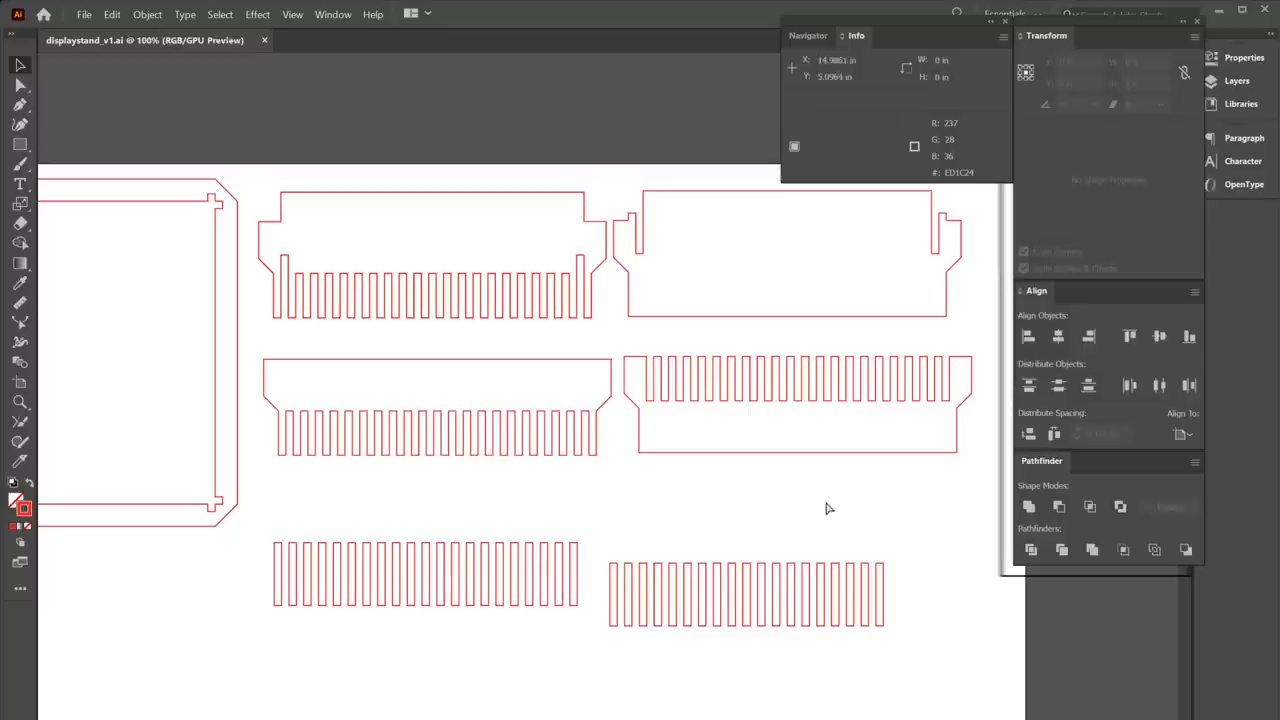 Ai File Edit Object Type Select Effect View Window Help
Essentials
displaystand_v1.ai @ 100% (RGB/GPU Preview) ×
Navigator Info
X: 14.9861 in
Y: 5.0964 in
W: 0 in
H: 0 in
R: 237
G: 28
B: 36
#: ED1C24
Transform
No Shape Properties
Align
Align Objects:
Distribute Objects:
Distribute Spacing: Align To:
Pathfinder
Shape Modes:
Pathfinders:
Properties
Layers
Libraries
Paragraph
Character
OpenType